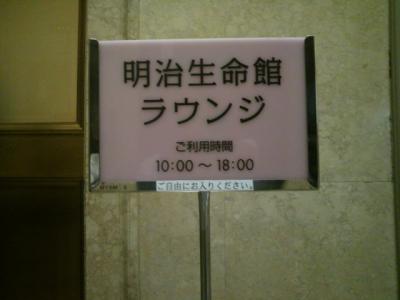 明治生命館
ラウンジ
ご利用時間
10:00 〜 18:00
ご自由にお入りください。